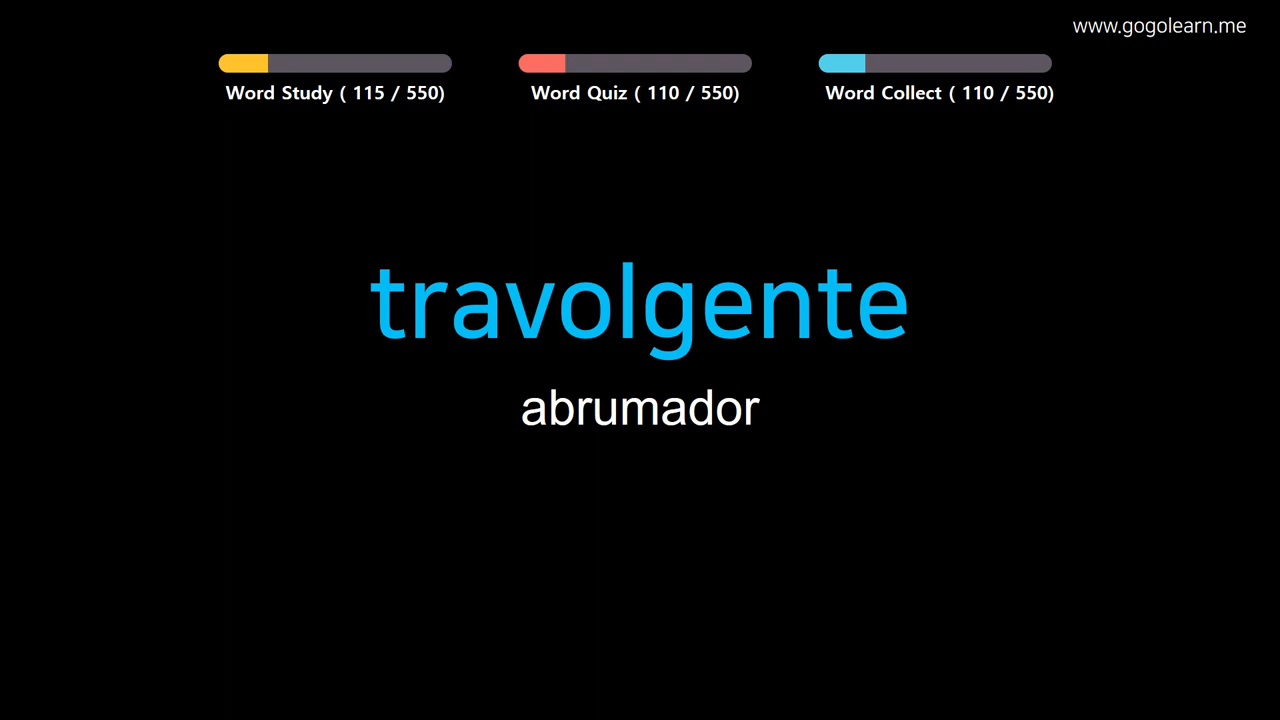 www.gogolearn.me
Word Study ( 115 / 550)
Word Quiz ( 110 / 550)
Word Collect ( 110 / 550)
travolgente
abrumador